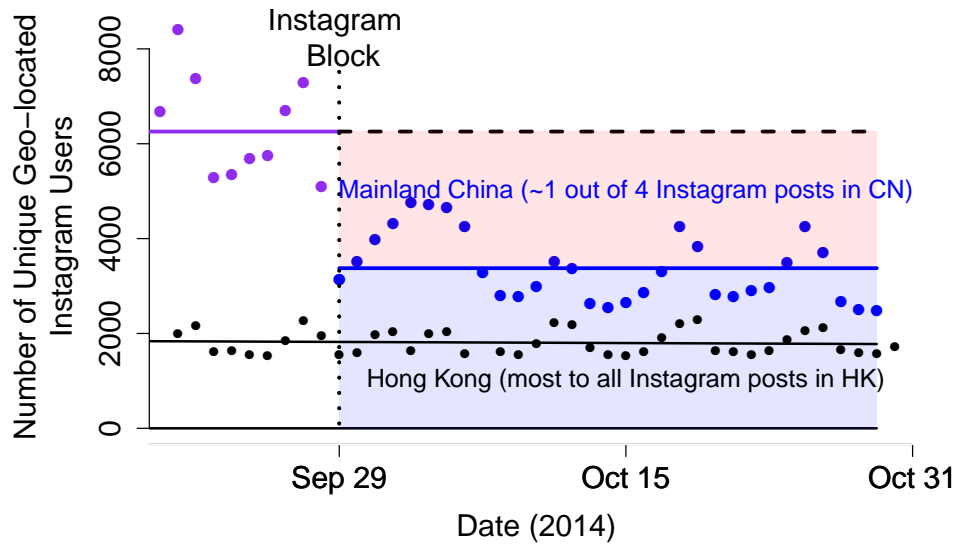 Instagram
Block
Number of Unique Geo−located
Instagram Users
8000
6000
4000
2000
0
Mainland China (~1 out of 4 Instagram posts in CN)
Hong Kong (most to all Instagram posts in HK)
Sep 29
Oct 15
Oct 31
Date (2014)